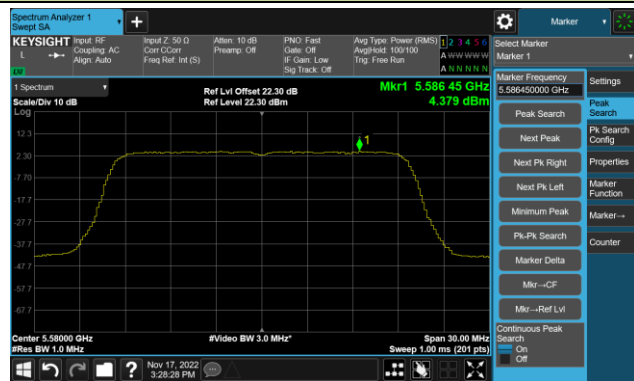 Spectrum Analyzer 1
Swept SA
+
Marker
KEYSIGHT
L
LW
Input: RF
Coupling: AC
Align: Auto
Input Z: 50 Ω
Corr CCorr
Freq Ref: Int (S)
Atten: 10 dB
Preamp: Off
PNO: Fast
Gate: Off
IF Gain: Low
Sig Track: Off
Avg Type: Power (RMS)
Avg|Hold: 100/100
Trig: Free Run
1 2 3 4 5 6
A W W W W W
A N N N N N
Select Marker
Marker 1
1 Spectrum
Scale/Div 10 dB
Log
Ref Lvl Offset 22.30 dB
Ref Level 22.30 dBm
Mkr1 5.586 45 GHz
4.379 dBm
1
12.3
2.30
-7.70
-17.7
-27.7
-37.7
-47.7
-57.7
-67.7
Center 5.58000 GHz
#Res BW 1.0 MHz
#Video BW 3.0 MHz*
Span 30.00 MHz
Sweep 1.00 ms (201 pts)
Marker Frequency
5.586450000 GHz
Peak Search
Next Peak
Next Pk Right
Next Pk Left
Minimum Peak
Pk-Pk Search
Marker Delta
Mkr→CF
Mkr→Ref Lvl
Continuous Peak
Search
On
Off
Settings
Peak
Search
Pk Search
Config
Properties
Marker
Function
Marker→
Counter
?
Nov 17, 2022
3:28:28 PM